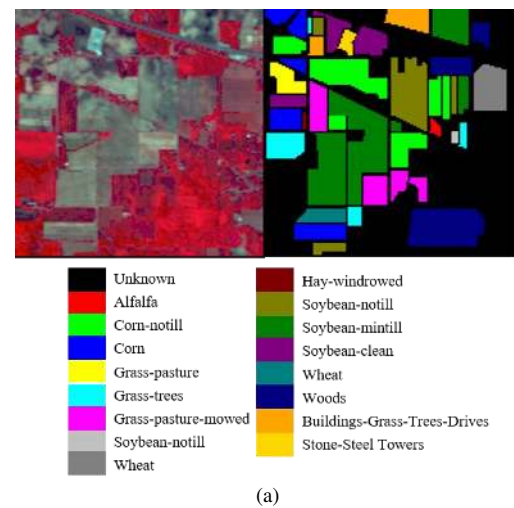 Unknown
Alfalfa
Corn-notill
Corn
Grass-pasture
Grass-trees
Grass-pasture-mowed
Soybean-notill
Wheat
Hay-windrowed
Soybean-notill
Soybean-mintill
Soybean-clean
Wheat
Woods
Buildings-Grass-Trees-Drives
Stone-Steel Towers
(a)